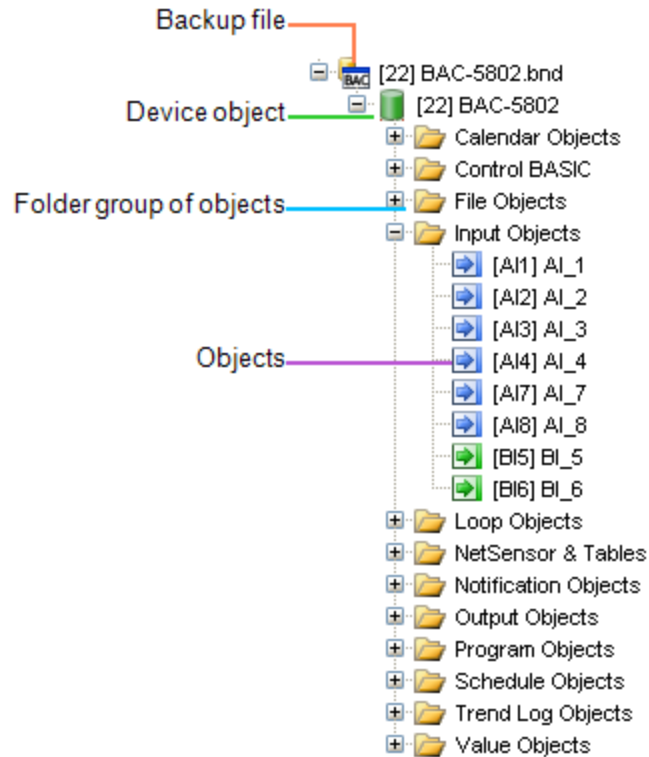 Backup file
BAC
[22] BAC-5802.bnd
Device object
[22] BAC-5802
Calendar Objects
Control BASIC
Folder group of objects
File Objects
Input Objects
[AI1] AI_1
[AI2] AI_2
[AI3] AI_3
Objects
[AI4] AI_4
[AI7] AI_7
[AI8] AI_8
[BI5] BI_5
[BI6] BI_6
Loop Objects
NetSensor & Tables
Notification Objects
Output Objects
Program Objects
Schedule Objects
Trend Log Objects
Value Objects